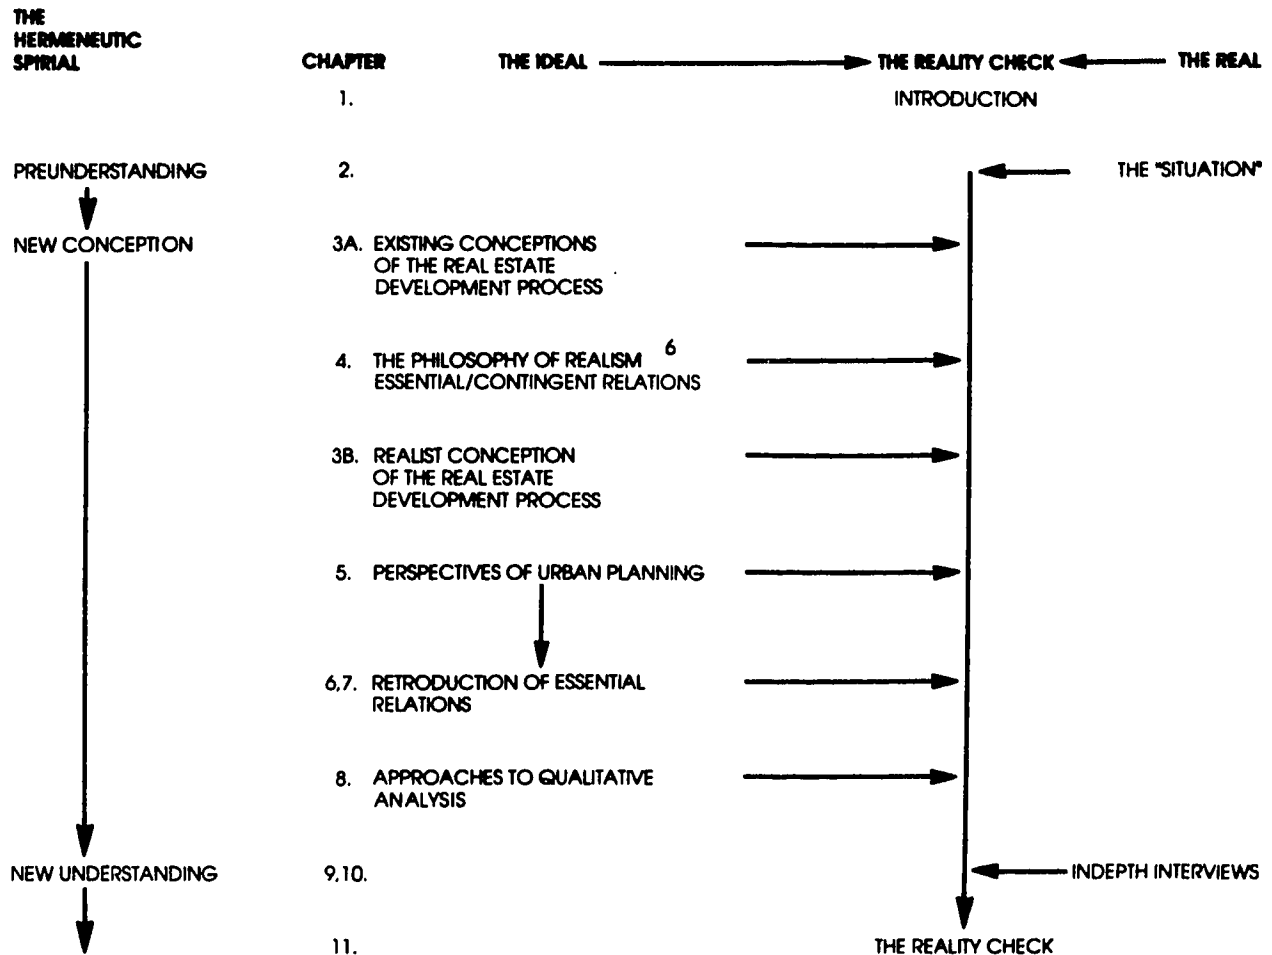 THE
HERMENEUTIC
SPIRIAL
CHAPTER
THE IDEAL
THE REALITY CHECK
THE REAL
1.
INTRODUCTION
PREUNDERSTANDING
2.
THE "SITUATION"
NEW CONCEPTION
3A. EXISTING CONCEPTIONS
OF THE REAL ESTATE
DEVELOPMENT PROCESS
4. THE PHILOSOPHY OF REALISM 6
ESSENTIAL/CONTINGENT RELATIONS
3B. REALIST CONCEPTION
OF THE REAL ESTATE
DEVELOPMENT PROCESS
5. PERSPECTIVES OF URBAN PLANNING
6,7. RETRODUCTION OF ESSENTIAL
RELATIONS
8. APPROACHES TO QUALITATIVE
ANALYSIS
NEW UNDERSTANDING
9,10.
INDEPTH INTERVIEWS
11.
THE REALITY CHECK